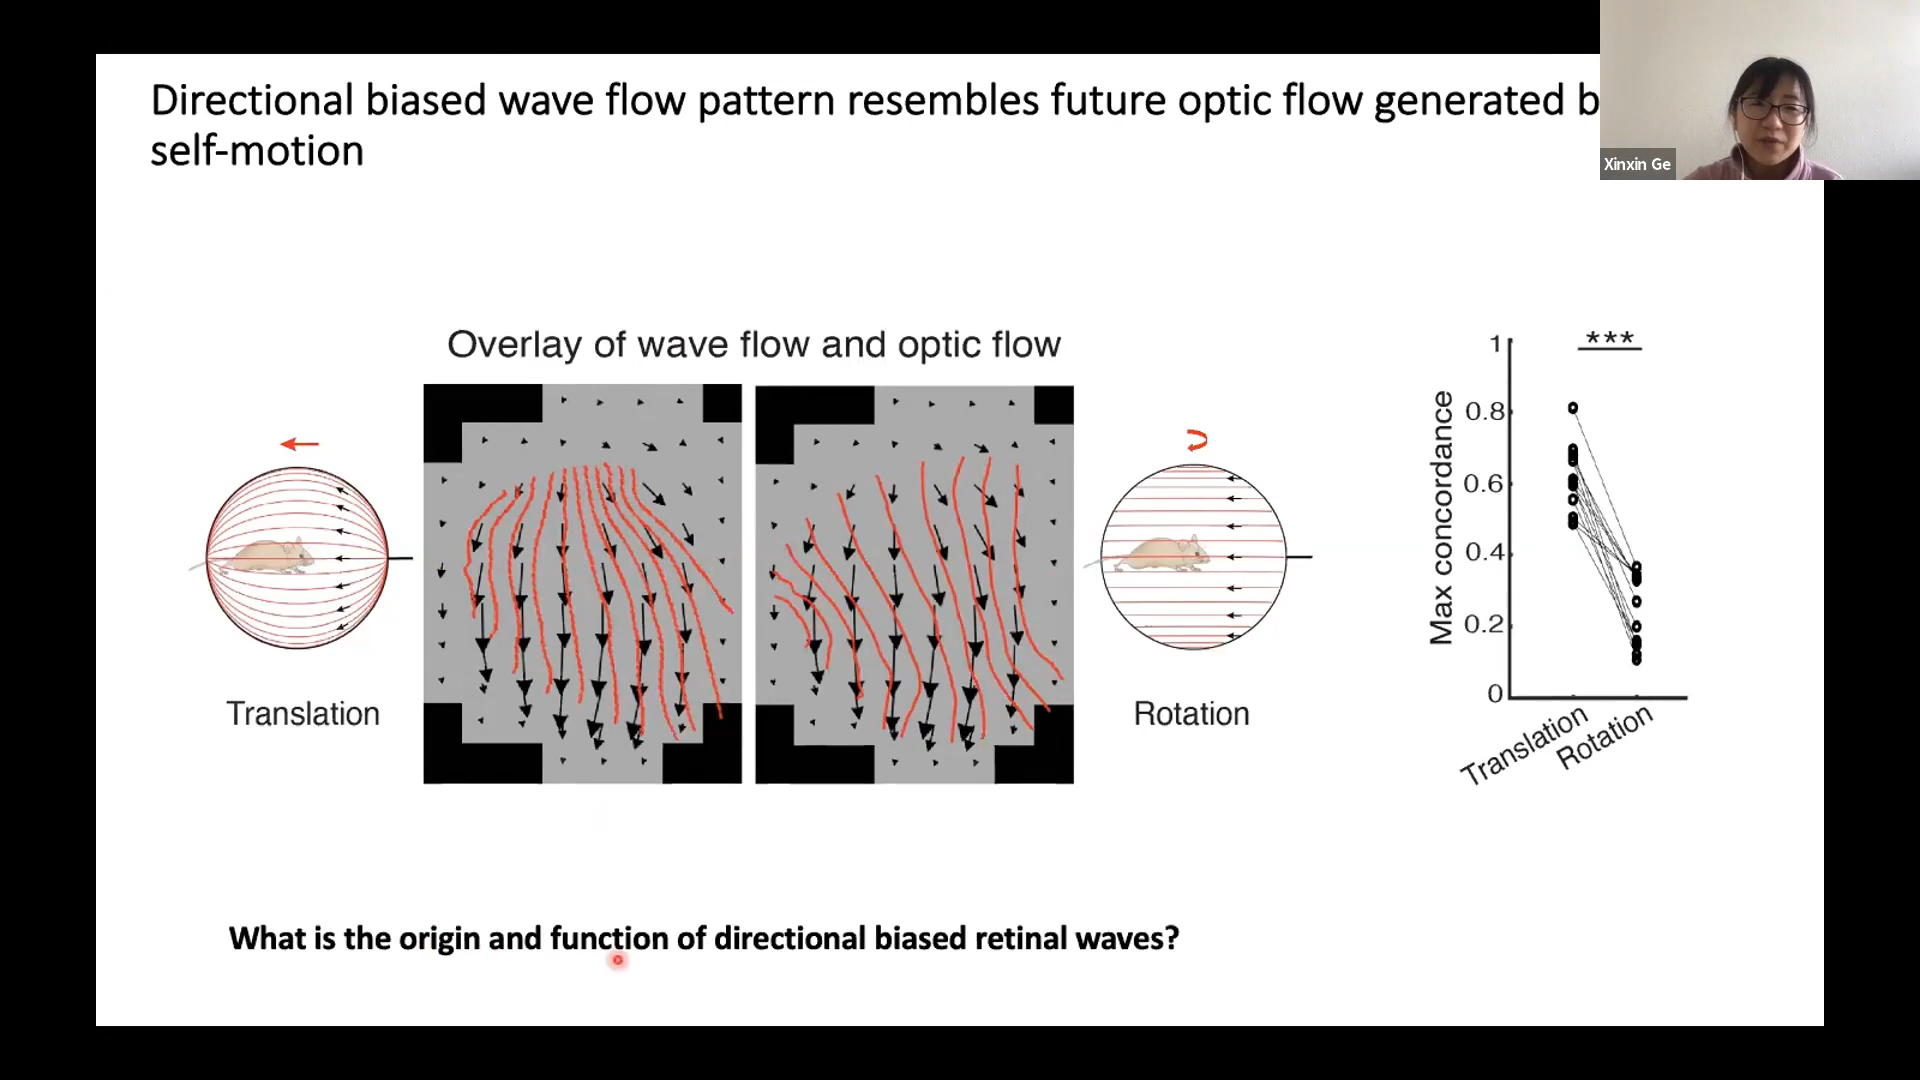 Directional biased wave flow pattern resembles future optic flow generated b
self-motion
Xinxin Ge
Overlay of wave flow and optic flow
Translation
Rotation
***
Max concordance
1
0.8
0.6
0.4
0.2
0
Translation
Rotation
What is the origin and function of directional biased retinal waves?